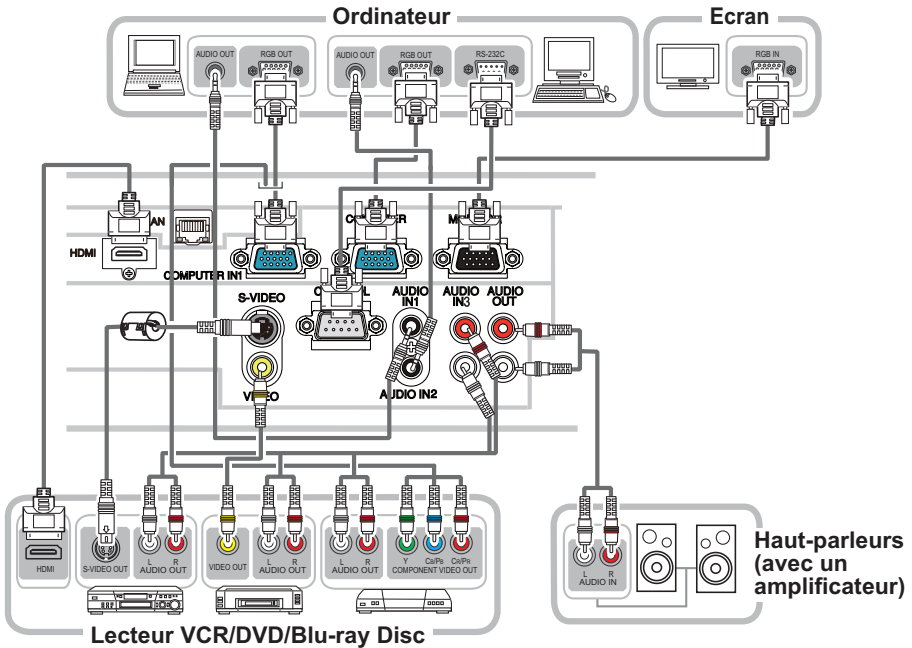 Ordinateur
Ecran
AUDIO OUT
RGB OUT
AUDIO OUT
RGB OUT
RS-232C
RGB IN
AN
HDMI
COMPUTER IN1
S-VIDEO
AUDIO
IN1
AUDIO
IN3
AUDIO
OUT
AUDIO IN2
HDMI
S-VIDEO OUT
L R
AUDIO OUT
VIDEO OUT
L R
AUDIO OUT
L R
AUDIO OUT
Y CB/PB CR/PR
COMPONENT VIDEO OUT
L R
AUDIO IN
Haut-parleurs
(avec un
amplificateur)
Lecteur VCR/DVD/Blu-ray Disc